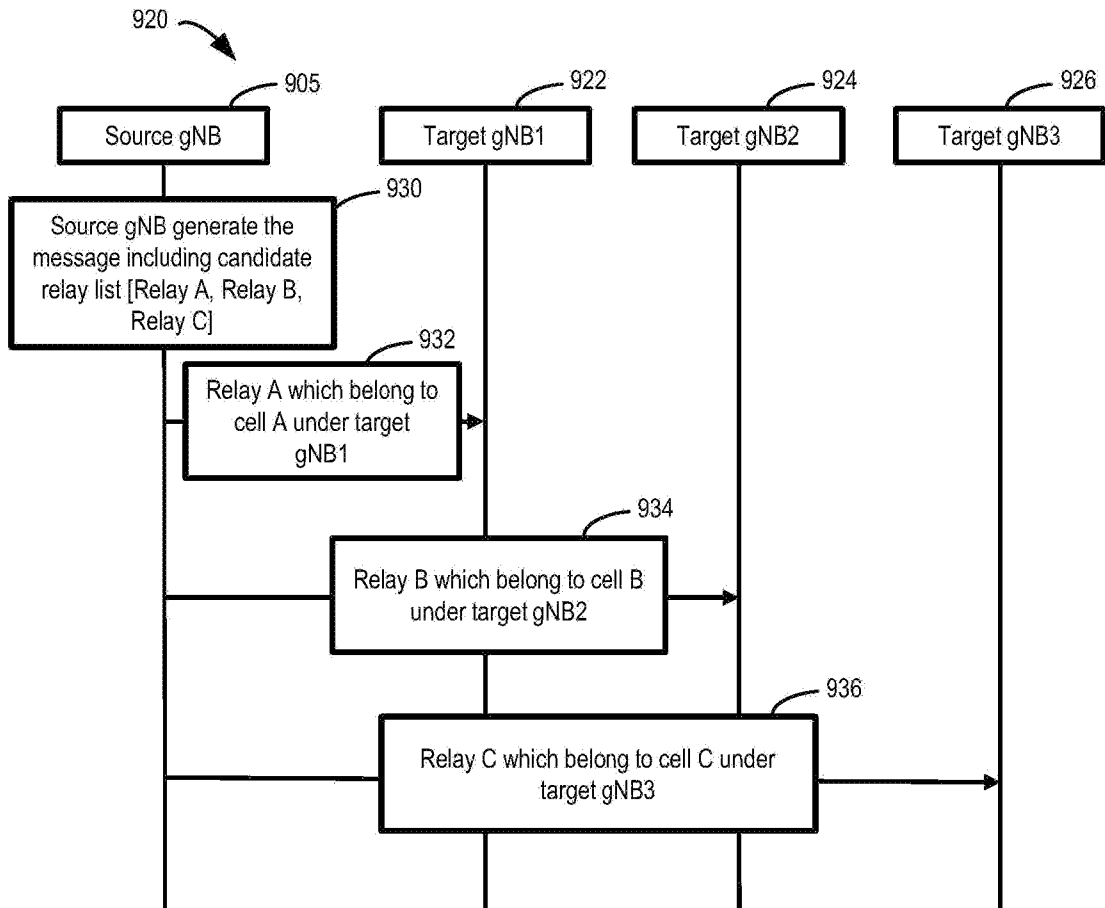 920
905
922
924
926
Source gNB
Target gNB1
Target gNB2
Target gNB3
930
Source gNB generate the
message including candidate
relay list [Relay A, Relay B,
Relay C]
932
Relay A which belong to
cell A under target
gNB1
934
Relay B which belong to cell B
under target gNB2
936
Relay C which belong to cell C under
target gNB3